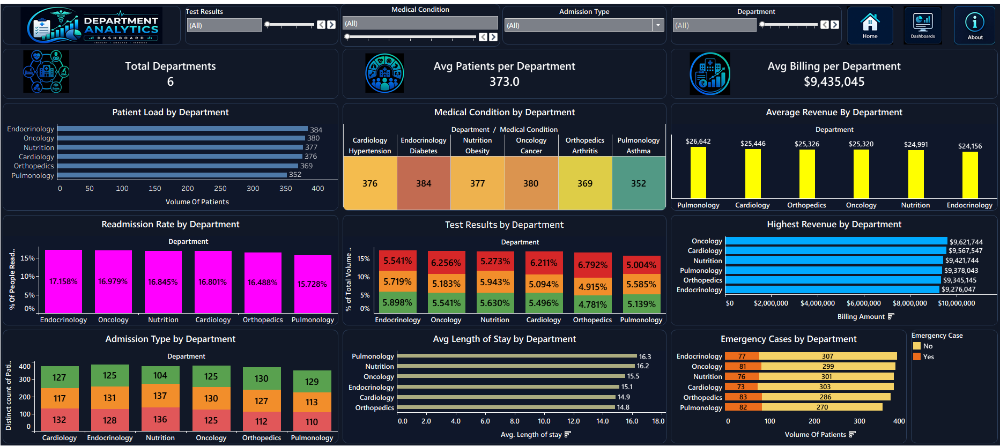 DEPARTMENT
ANALYTICS
DASHBOARD
INSIGHT • ANALYZE • IMPROVE
Test Results
(All)
Medical Condition
(All)
Admission Type
(All)
Department
(All)
Home
Dashboards
About
Total Departments
6
Avg Patients per Department
373.0
Avg Billing per Department
$9,435,045
Patient Load by Department
Endocrinology 384
Oncology 380
Nutrition 377
Cardiology 376
Orthopedics 369
Pulmonology 352
0 50 100 150 200 250 300 350 400
Volume Of Patients
Medical Condition by Department
Department / Medical Condition
Cardiology Endocrinology Nutrition Oncology Orthopedics Pulmonology
Hypertension Diabetes Obesity Cancer Arthritis Asthma
376 384 377 380 369 352
Average Revenue By Department
Department
$26,642 $25,446 $25,326 $25,320 $24,991 $24,156
Pulmonology Cardiology Orthopedics Oncology Nutrition Endocrinology
Readmission Rate by Department
Department
% Of People Read..
15%
10%
5%
0%
17.158% 16.979% 16.845% 16.801% 16.488% 15.728%
Endocrinology Oncology Nutrition Cardiology Orthopedics Pulmonology
Test Results by Department
Department
% of Total Volume ..
15%
10%
5%
0%
5.541% 6.256% 5.273% 6.211% 6.792% 5.004%
5.719% 5.183% 5.943% 5.094% 4.915% 5.585%
5.898% 5.541% 5.630% 5.496% 4.781% 5.139%
Endocrinology Oncology Nutrition Cardiology Orthopedics Pulmonology
Highest Revenue by Department
Oncology $9,621,744
Cardiology $9,567,547
Nutrition $9,421,744
Pulmonology $9,378,043
Orthopedics $9,345,145
Endocrinology $9,276,047
$0 $2,000,000 $4,000,000 $6,000,000 $8,000,000 $10,000,000
Billing Amount
Admission Type by Department
Department
Distinct count of Pati..
400
300
200
100
0
127 125 104 125 130 129
117 131 137 130 127 113
132 128 136 125 112 110
Cardiology Endocrinology Nutrition Oncology Orthopedics Pulmonology
Avg Length of Stay by Department
Pulmonology 16.3
Nutrition 16.2
Oncology 15.5
Endocrinology 15.1
Cardiology 14.9
Orthopedics 14.8
0.0 2.0 4.0 6.0 8.0 10.0 12.0 14.0 16.0 18.0
Avg. Length of stay
Emergency Cases by Department
Endocrinology 77 307
Oncology 81 299
Nutrition 76 301
Cardiology 73 303
Orthopedics 83 286
Pulmonology 82 270
0 100 200 300 400
Volume Of Patients
Emergency Case
No
Yes